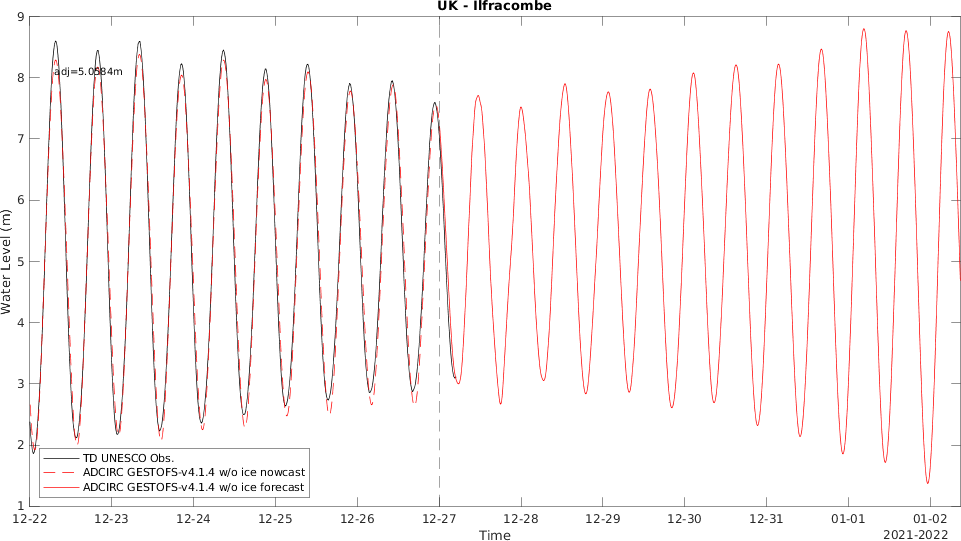 UK - Ilfracombe
9
8
7
6
5
4
3
2
1
Water Level (m)
adj=5.0584m
TD UNESCO Obs.
ADCIRC GESTOFS-v4.1.4 w/o ice nowcast
ADCIRC GESTOFS-v4.1.4 w/o ice forecast
12-22 12-23 12-24 12-25 12-26 12-27 12-28 12-29 12-30 12-31 01-01 01-02
Time
2021-2022